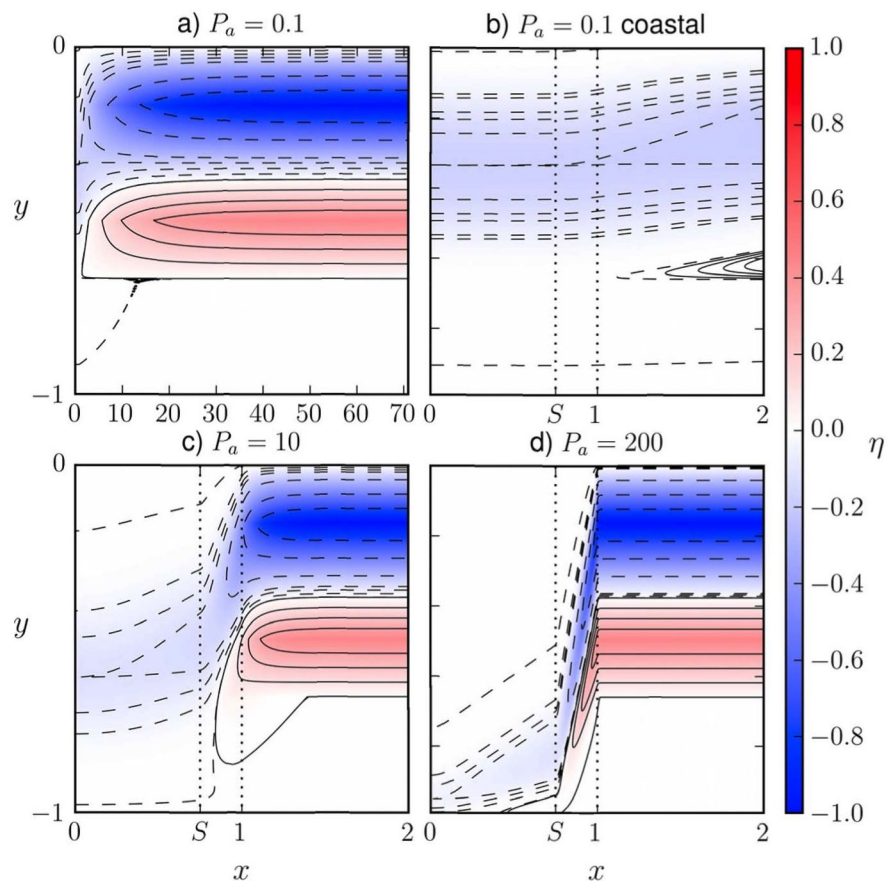 a) P_a = 0.1
b) P_a = 0.1 coastal
0
y
−1
0 10 20 30 40 50 60 70
0 S 1 2
c) P_a = 10
d) P_a = 200
0
y
−1
0 S 1 2
0 S 1 2
x
x
1.0
0.8
0.6
0.4
0.2
0.0
−0.2
−0.4
−0.6
−0.8
−1.0
η